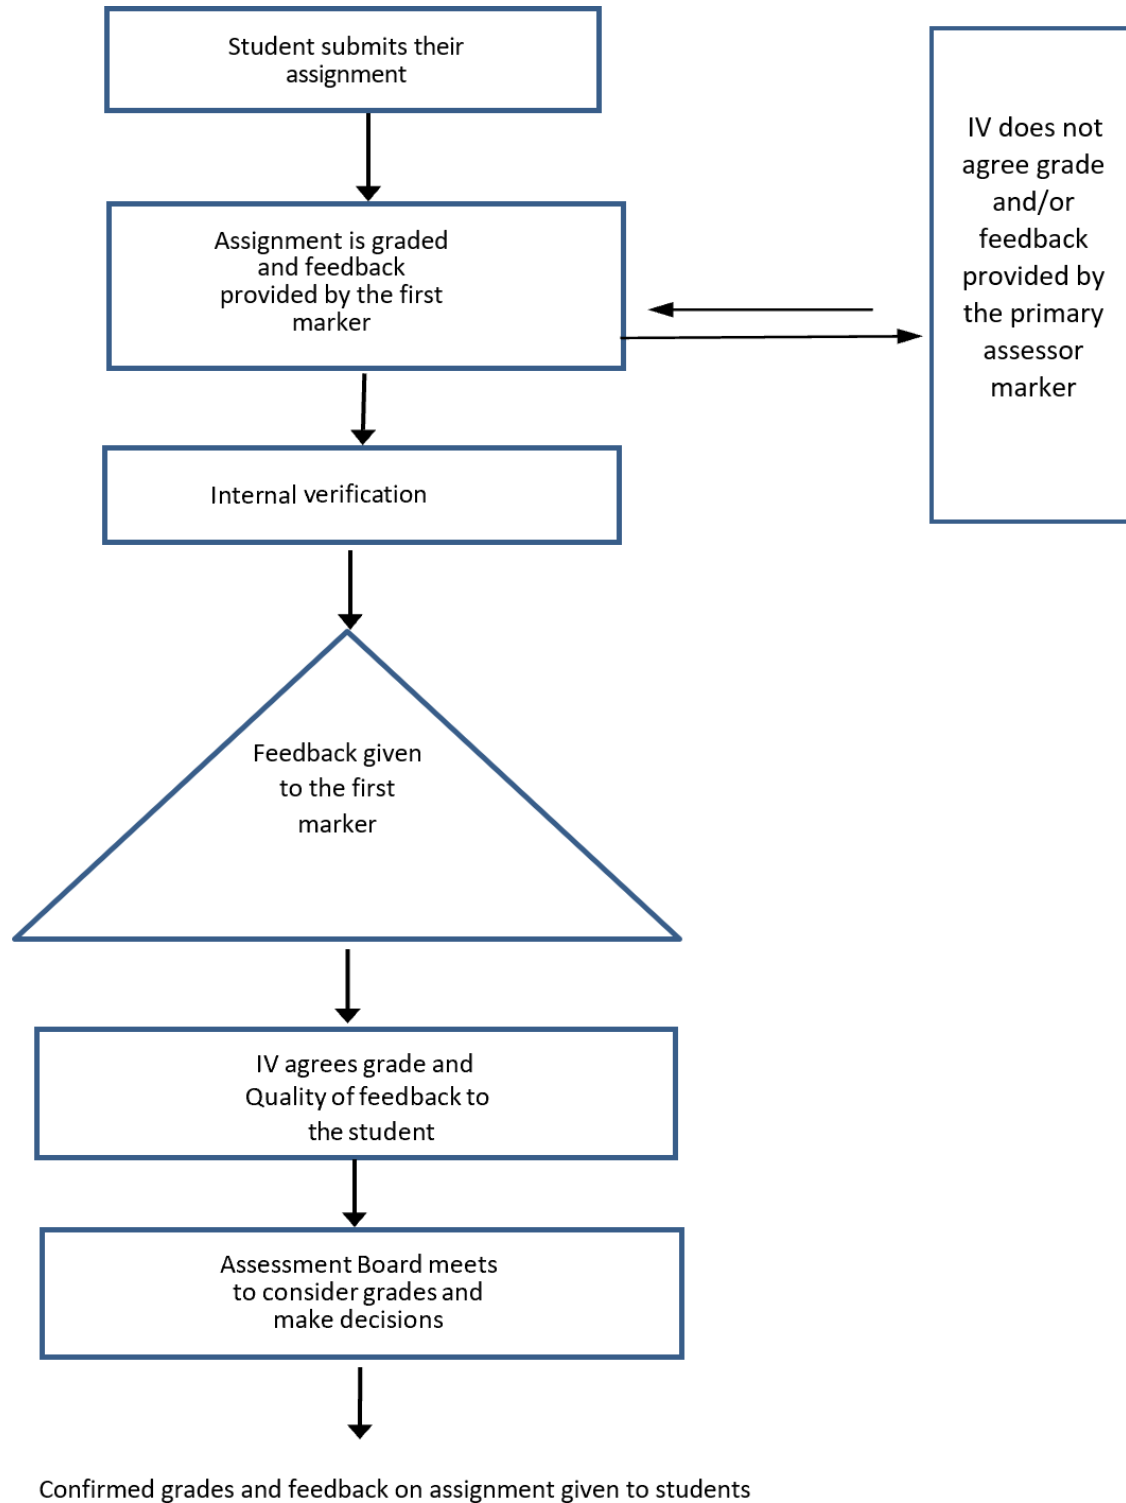 Student submits their
assignment
Assignment is graded
and feedback
provided by the first
marker
IV does not
agree grade
and/or
feedback
provided by
the primary
assessor
marker
Internal verification
Feedback given
to the first
marker
IV agrees grade and
Quality of feedback to
the student
Assessment Board meets
to consider grades and
make decisions
Confirmed grades and feedback on assignment given to students